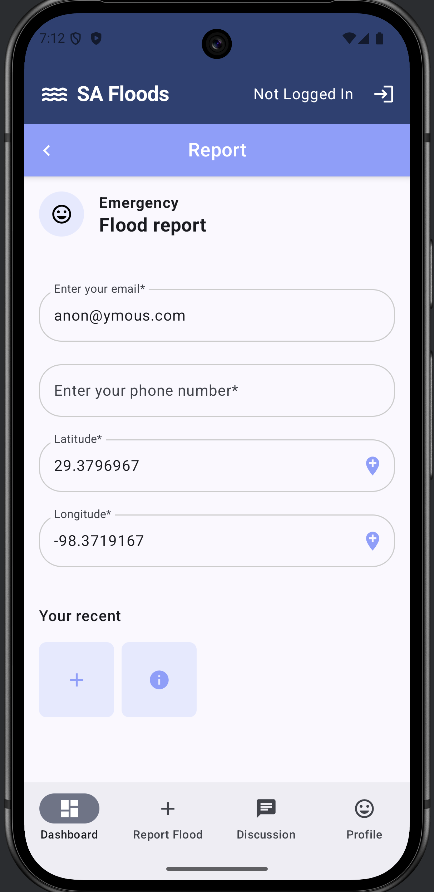 7:12
SA Floods
Not Logged In
Report
Emergency
Flood report
Enter your email*
anon@ymous.com
Enter your phone number*
Latitude*
29.3796967
Longitude*
-98.3719167
Your recent
Dashboard
Report Flood
Discussion
Profile